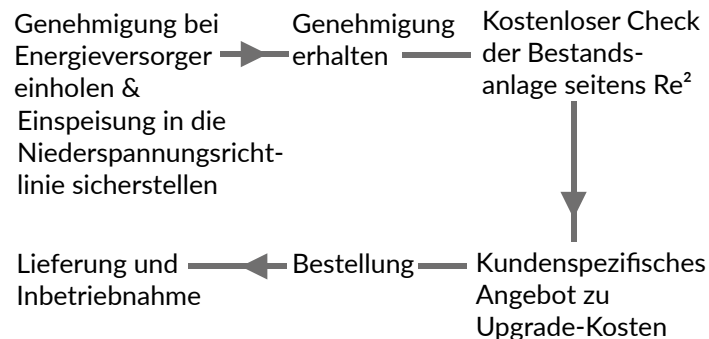 Genehmigung bei
Energieversorger
einholen &
Einspeisung in die
Niederspannungsricht-
linie sicherstellen
Genehmigung
erhalten
Kostenloser Check
der Bestands-
anlage seitens Re²
Kundenspezifisches
Angebot zu
Upgrade-Kosten
Bestellung
Lieferung und
Inbetriebnahme